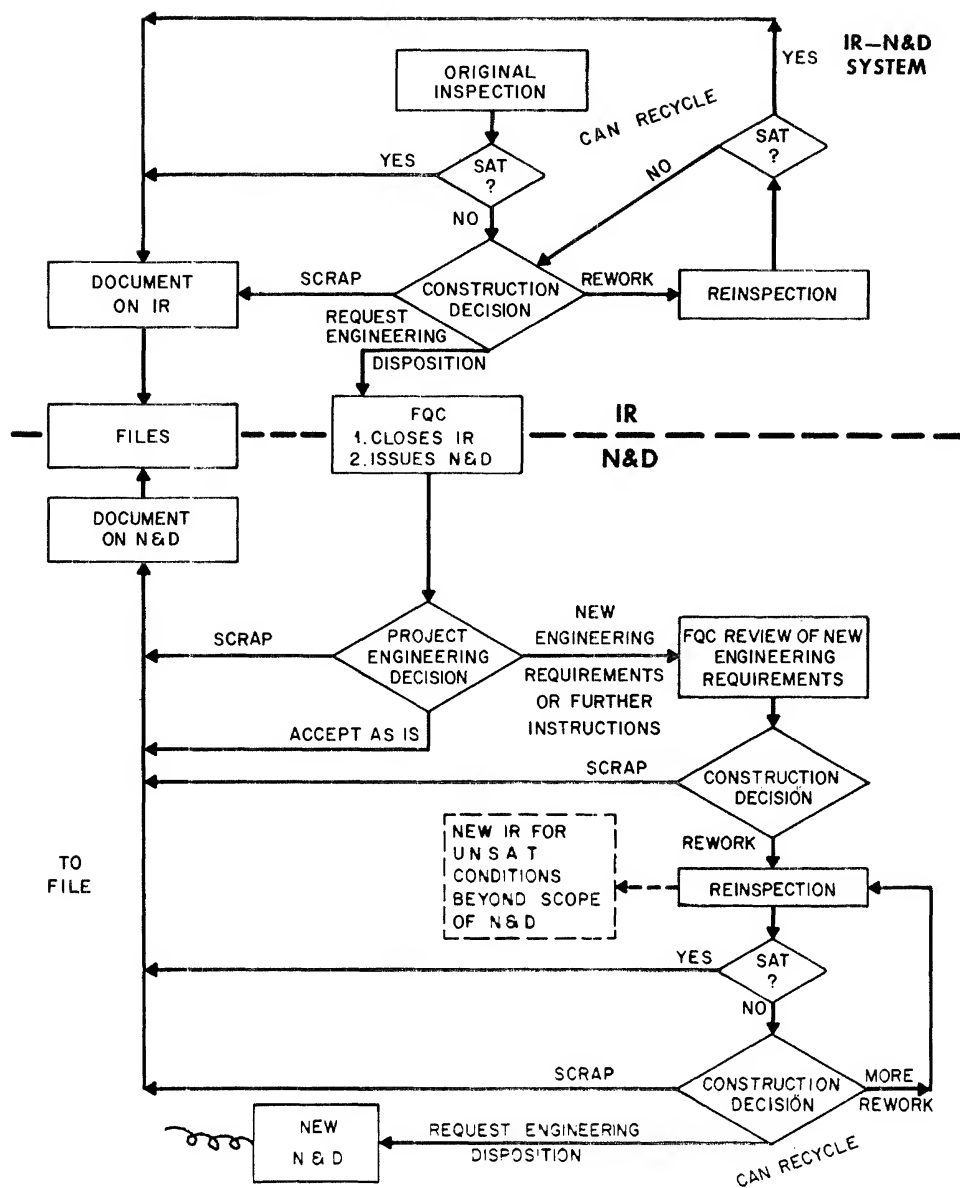 IR–N&D
SYSTEM
YES
ORIGINAL
INSPECTION
CAN RECYCLE
SAT
?
YES
SAT
?
NO
NO
DOCUMENT
ON IR
SCRAP
CONSTRUCTION
DECISION
REWORK
REINSPECTION
REQUEST
ENGINEERING
DISPOSITION
FILES
FQC
1. CLOSES IR
2. ISSUES N&D
IR
N&D
DOCUMENT
ON N&D
SCRAP
PROJECT
ENGINEERING
DECISION
NEW
ENGINEERING
REQUIREMENTS
OR FURTHER
INSTRUCTIONS
FQC REVIEW OF NEW
ENGINEERING
REQUIREMENTS
ACCEPT AS IS
SCRAP
CONSTRUCTION
DECISION
REWORK
NEW IR FOR
UNSAT
CONDITIONS
BEYOND SCOPE
OF N&D
TO
FILE
REINSPECTION
YES
SAT
?
NO
SCRAP
CONSTRUCTION
DECISION
MORE
REWORK
NEW
N & D
REQUEST ENGINEERING
DISPOSITION
CAN RECYCLE